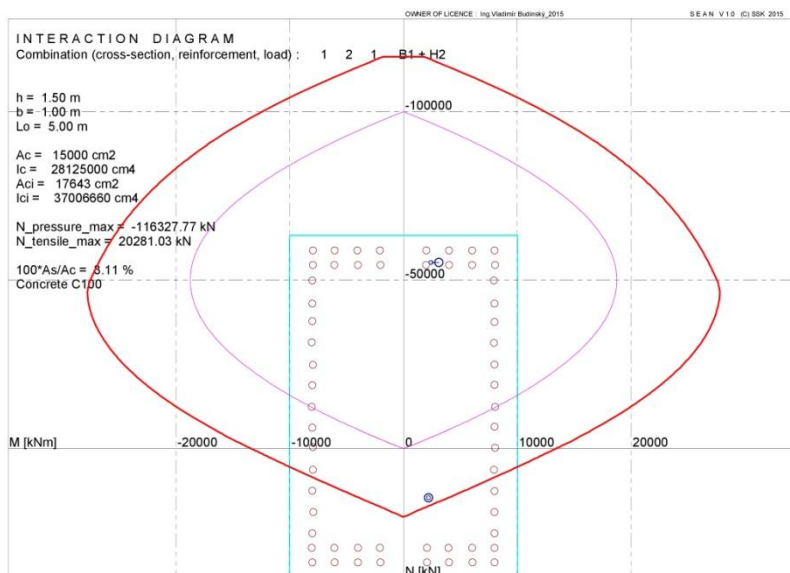 OWNER OF LICENCE : Ing.Vladimír Budinský_2015
S E A N V 1.0 (C) SSK 2015
INTERACTION DIAGRAM
Combination (cross-section, reinforcement, load) : 1 2 1 B1 + H2
h = 1.50 m
b = 1.00 m
Lo = 5.00 m
-100000
Ac = 15000 cm2
Ic = 28125000 cm4
Aci = 17643 cm2
Ici = 37006660 cm4
N_pressure_max = -116327.77 kN
N_tensile_max = 20281.03 kN
100*As/Ac = 3.11 %
-50000
Concrete C100
M [kNm]
-20000
-10000
0
10000
20000
N [kN]